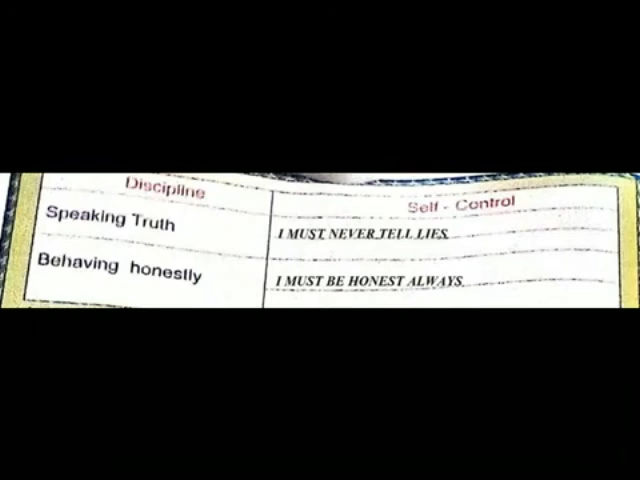 Discipline
Self - Control
Speaking Truth
I MUST NEVER TELL LIES.
Behaving honestly
I MUST BE HONEST ALWAYS.